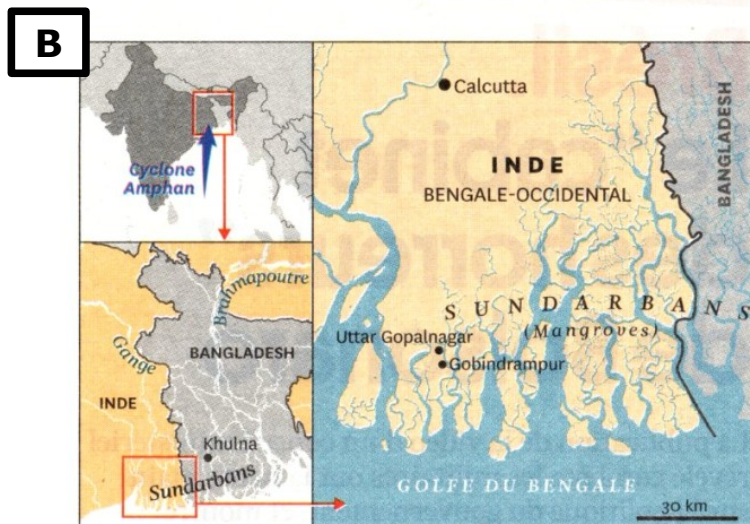 B
Cyclone
Amphan
Brahmapoutre
Gange
BANGLADESH
INDE
Khulna
Sundarbans
Calcutta
BANGLADESH
INDE
BENGALE-OCCIDENTAL
SUNDARBANS
(Mangroves)
Uttar Gopalnagar
Gobindrampur
GOLFE DU BENGALE
30 km